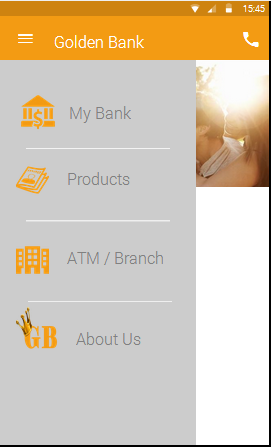 15:45
Golden Bank
My Bank
Products
ATM / Branch
GB About Us